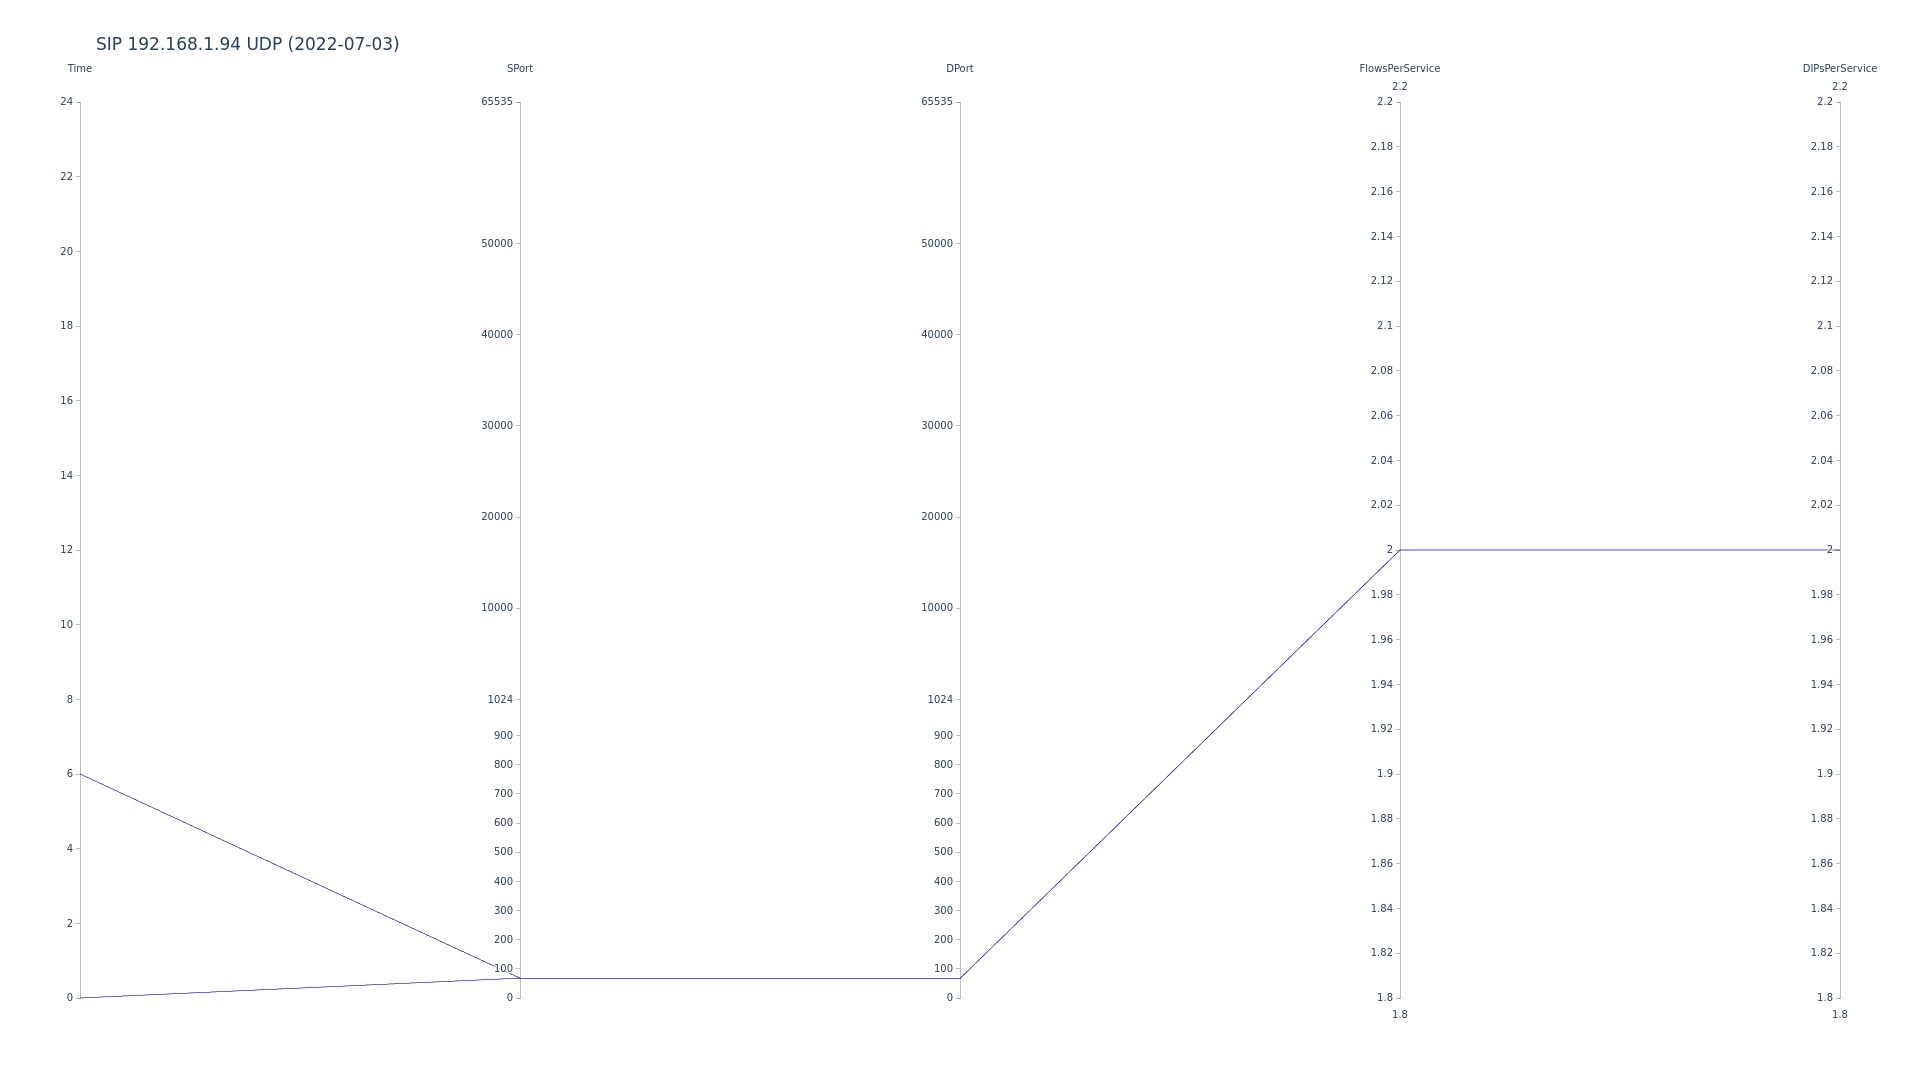 SIP 192.168.1.94 UDP (2022-07-03)
Time SPort DPort FlowsPerService DIPsPerService
2.2 2.2
24 65535 65535 2.2 2.2
2.18 2.18
22
2.16 2.16
50000 50000 2.14 2.14
20
2.12 2.12
18 40000 40000 2.1 2.1
2.08 2.08
16
2.06 2.06
30000 30000
2.04 2.04
14
2.02 2.02
20000 20000
12 2 2
1.98 1.98
10000 10000
10 1.96 1.96
1.94 1.94
8 1024 1024
1.92 1.92
900 900
800 800
6 1.9 1.9
700 700
600 600 1.88 1.88
4 500 500
1.86 1.86
400 400
300 300 1.84 1.84
2
200 200
1.82 1.82
100 100
0 0 0 1.8 1.8
1.8 1.8